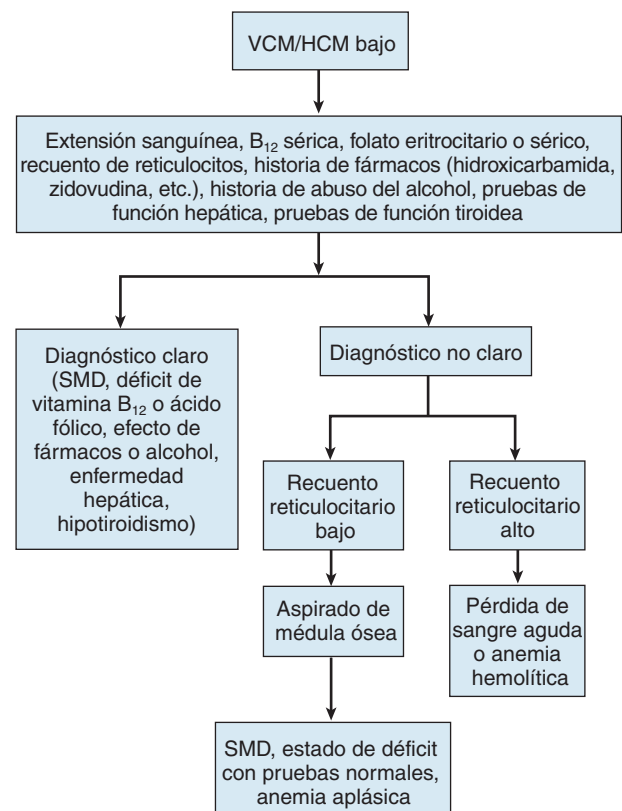 VCM/HCM bajo
Extensión sanguínea, B₁₂ sérica, folato eritrocitario o sérico,
recuento de reticulocitos, historia de fármacos (hidroxicarbamida,
zidovudina, etc.), historia de abuso del alcohol, pruebas de
función hepática, pruebas de función tiroidea
Diagnóstico claro
(SMD, déficit de
vitamina B₁₂ o ácido
fólico, efecto de
fármacos o alcohol,
enfermedad
hepática,
hipotiroidismo)
Diagnóstico no claro
Recuento
reticulocitario
bajo
Recuento
reticulocitario
alto
Aspirado de
médula ósea
Pérdida de
sangre aguda
o anemia
hemolítica
SMD, estado de déficit
con pruebas normales,
anemia aplásica